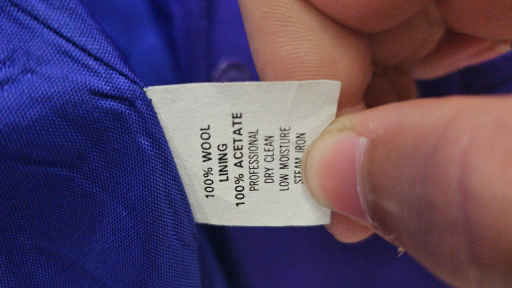 100% WOOL
LINING
100% ACETATE
PROFESSIONAL
DRY CLEAN
LOW MOISTURE
STEAM IRON